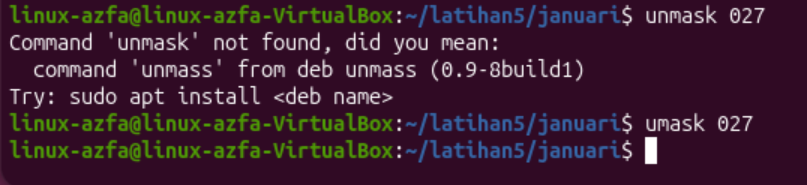 linux-azfa@linux-azfa-VirtualBox:~/latihan5/januari$ unmask 027
Command 'unmask' not found, did you mean:
  command 'unmass' from deb unmass (0.9-8build1)
Try: sudo apt install <deb name>
linux-azfa@linux-azfa-VirtualBox:~/latihan5/januari$ umask 027
linux-azfa@linux-azfa-VirtualBox:~/latihan5/januari$